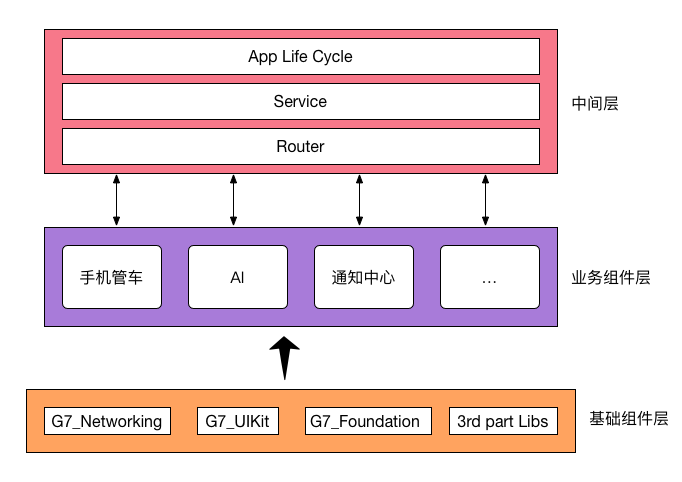 App Life Cycle
Service
Router
中间层
手机管车
AI
通知中心
...
业务组件层
G7_Networking
G7_UIKit
G7_Foundation
3rd part Libs
基础组件层